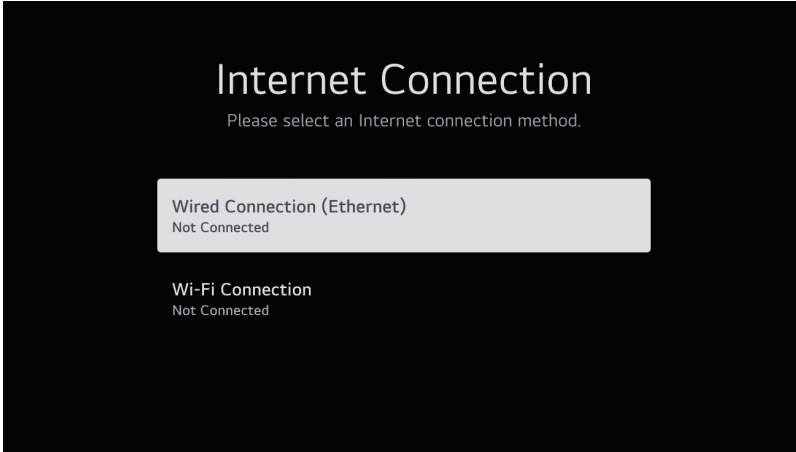 Internet Connection
Please select an Internet connection method.
Wired Connection (Ethernet)
Not Connected
Wi-Fi Connection
Not Connected